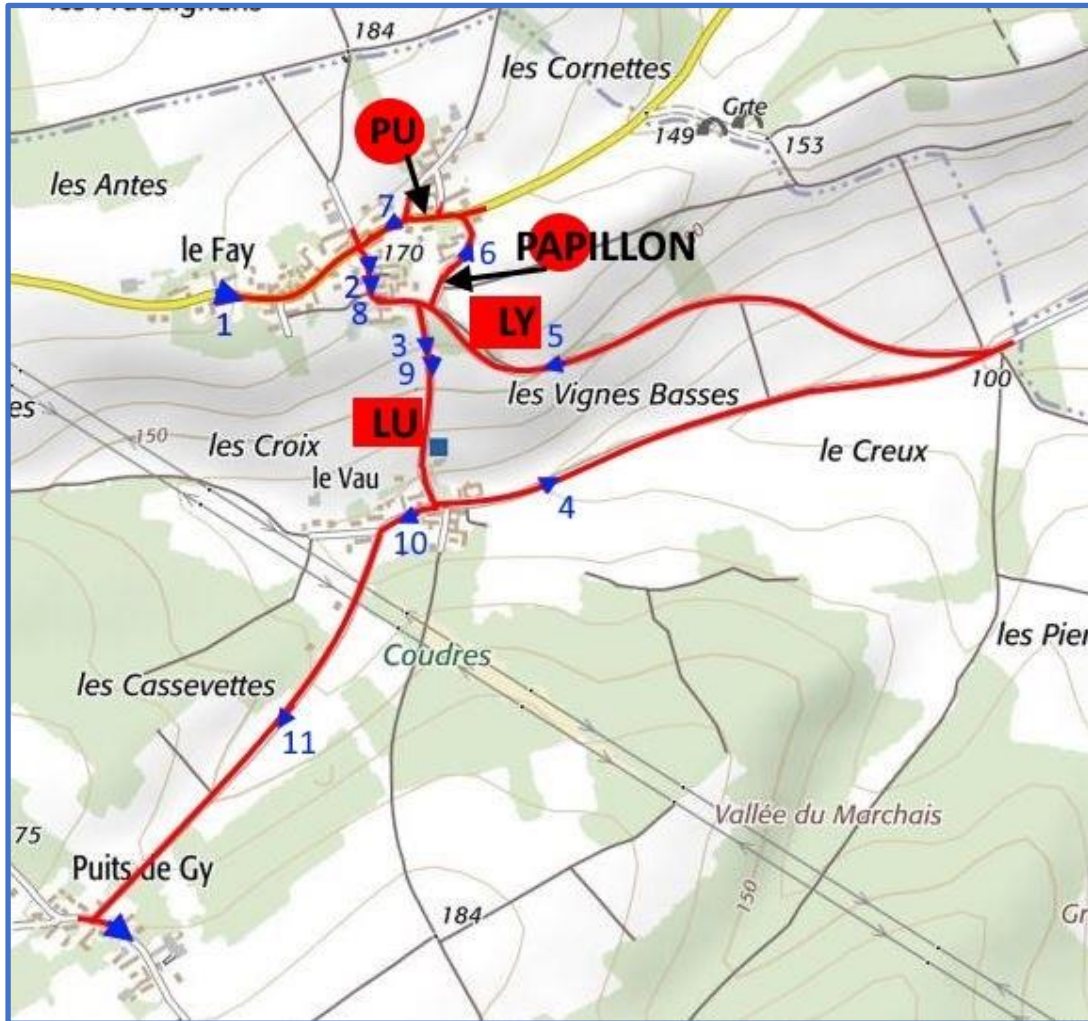 184
les Cornettes
PU
Grte
149
153
les Antes
7
le Fay
170
6
PAPILLON
2
1
8
LY
3
5
9
les Vignes Basses
100
LU
es
150
les Croix
le Creux
le Vau
4
10
Coudres
les Pier
les Cassevettes
11
Vallée du Marchais
75
Puits de Gy
150
184
Gr